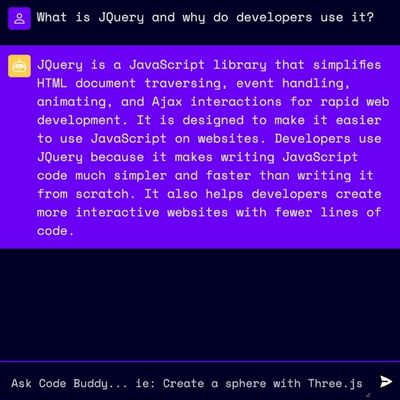 What is JQuery and why do developers use it?
JQuery is a JavaScript library that simplifies
HTML document traversing, event handling,
animating, and Ajax interactions for rapid web
development. It is designed to make it easier
to use JavaScript on websites. Developers use
JQuery because it makes writing JavaScript
code much simpler and faster than writing it
from scratch. It also helps developers create
more interactive websites with fewer lines of
code.
Ask Code Buddy... ie: Create a sphere with Three.js